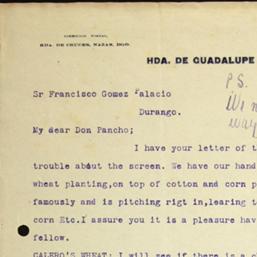 DIRECCION POSTAL,
HDA. DE CRUCES, NAZAS, DGO.
HDA. DE GUADALUPE
P.S.
Sr Francisco Gomez Palacio
Durango.
My dear Don Pancho;
I have your letter of t
trouble about the screen. We have our hand
wheat planting,on top of cotton and corn p
famously and is pitching rigt in,learing t
corn Etc.I assure you it is a pleasure hav
fellow.
CALERO'S WHEAT: I will see if there is a c